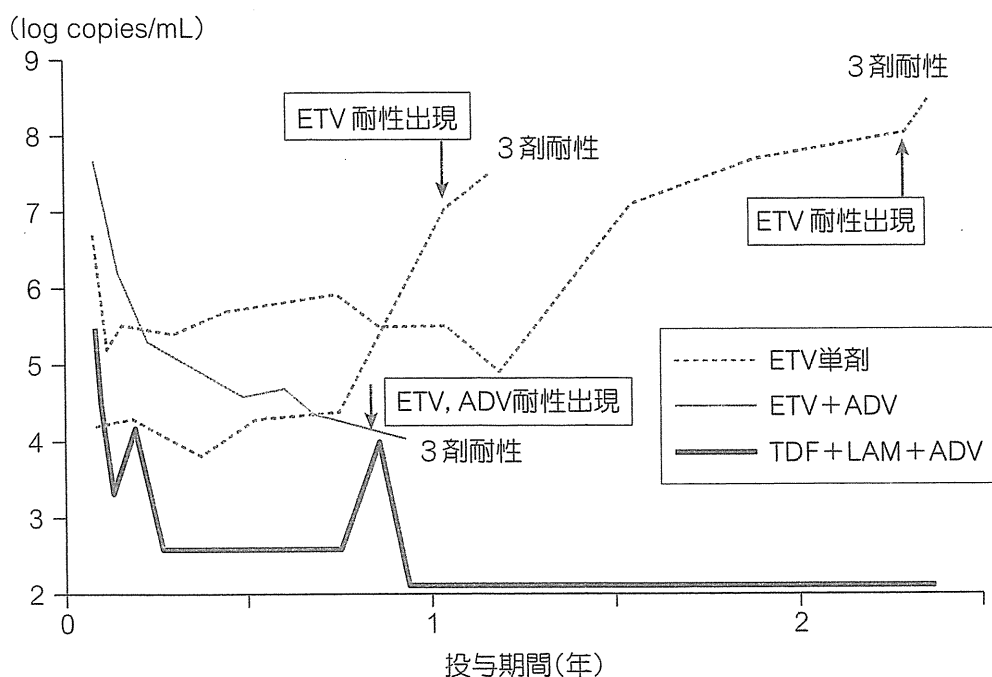 (log copies/mL)
9
8
7
6
5
4
3
2
0
1
2
投与期間(年)
ETV 耐性出現
3剤耐性
3剤耐性
ETV 耐性出現
ETV, ADV耐性出現
3剤耐性
ETV単剤
ETV+ADV
TDF+LAM+ADV